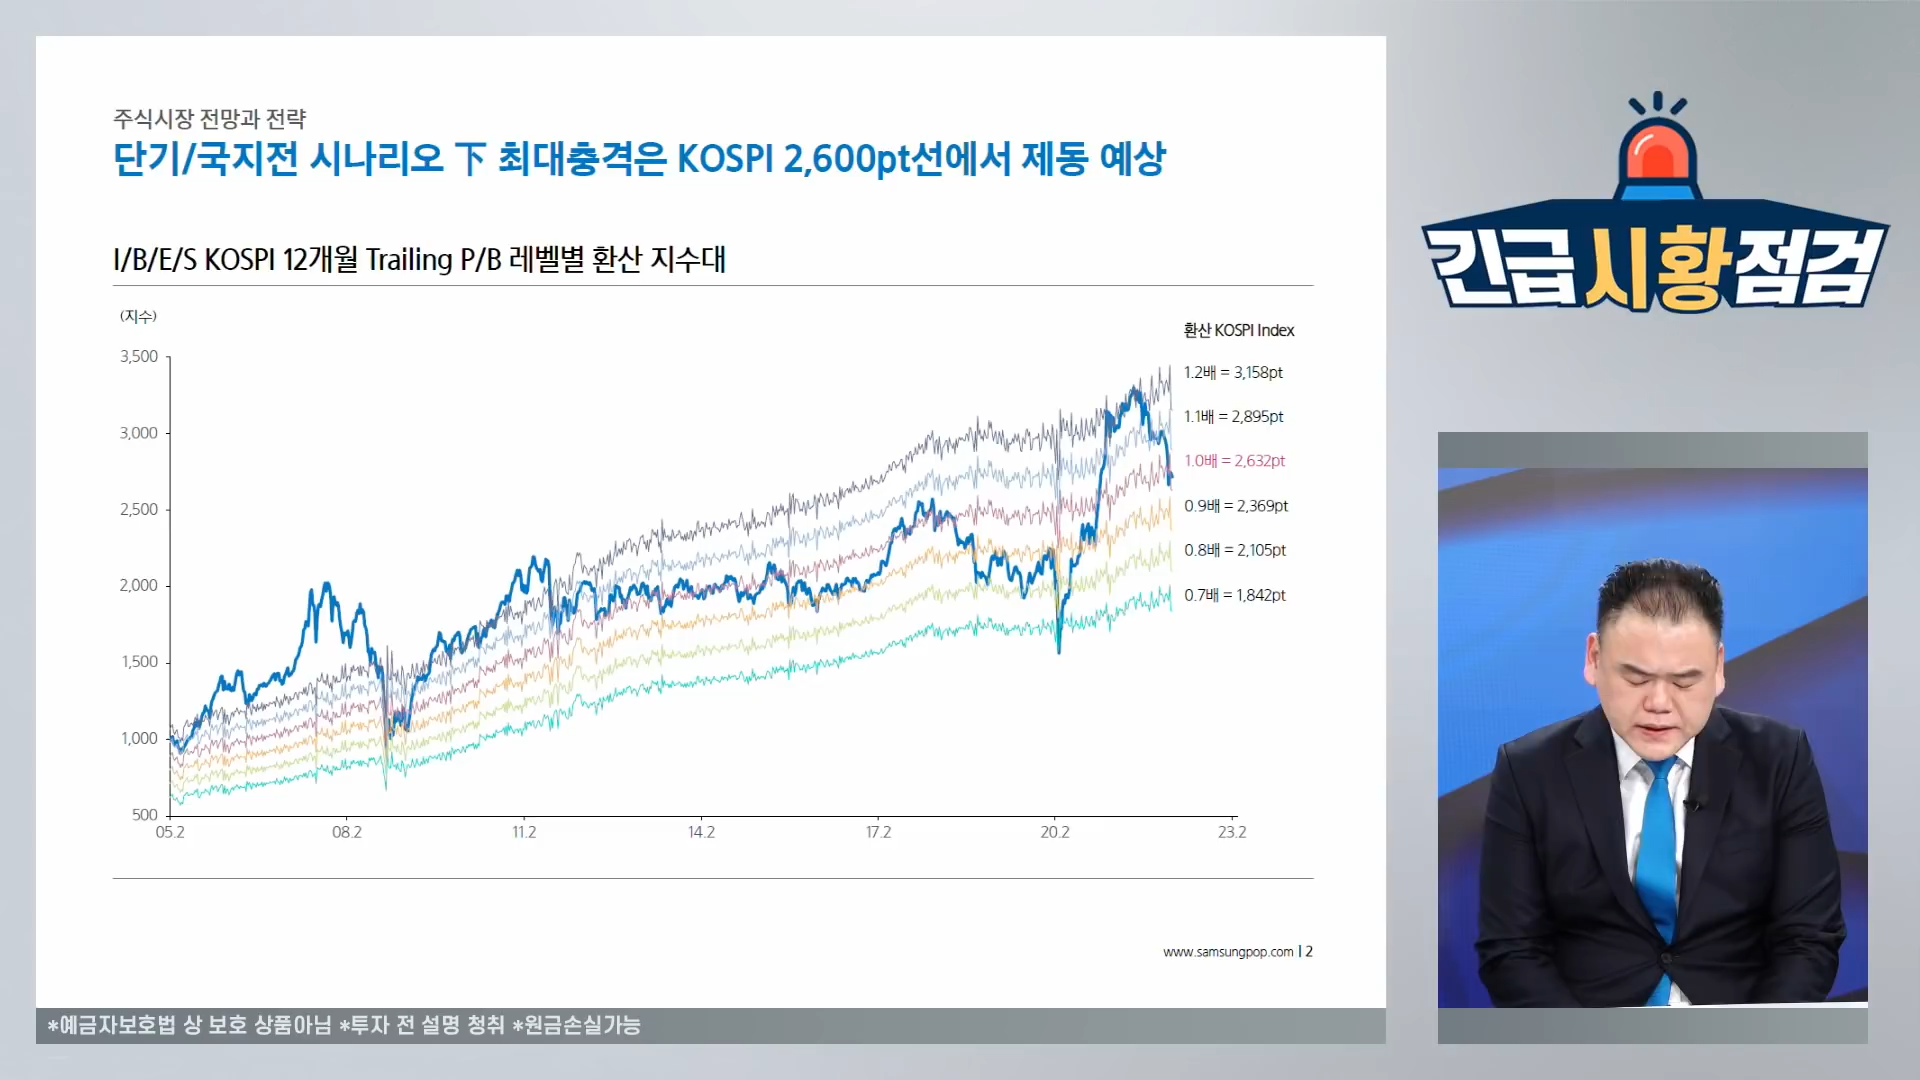 주식시장 전망과 전략
단기/국지전 시나리오 下 최대충격은 KOSPI 2,600pt선에서 제동 예상
I/B/E/S KOSPI 12개월 Trailing P/B 레벨별 환산 지수대
(지수)
환산 KOSPI Index
3,500
3,000
2,500
2,000
1,500
1,000
500
1.2배 = 3,158pt
1.1배 = 2,895pt
1.0배 = 2,632pt
0.9배 = 2,369pt
0.8배 = 2,105pt
0.7배 = 1,842pt
05.2 08.2 11.2 14.2 17.2 20.2 23.2
www.samsungpop.com | 2
*예금자보호법 상 보호 상품아님 *투자 전 설명 청취 *원금손실가능
긴급시황점검